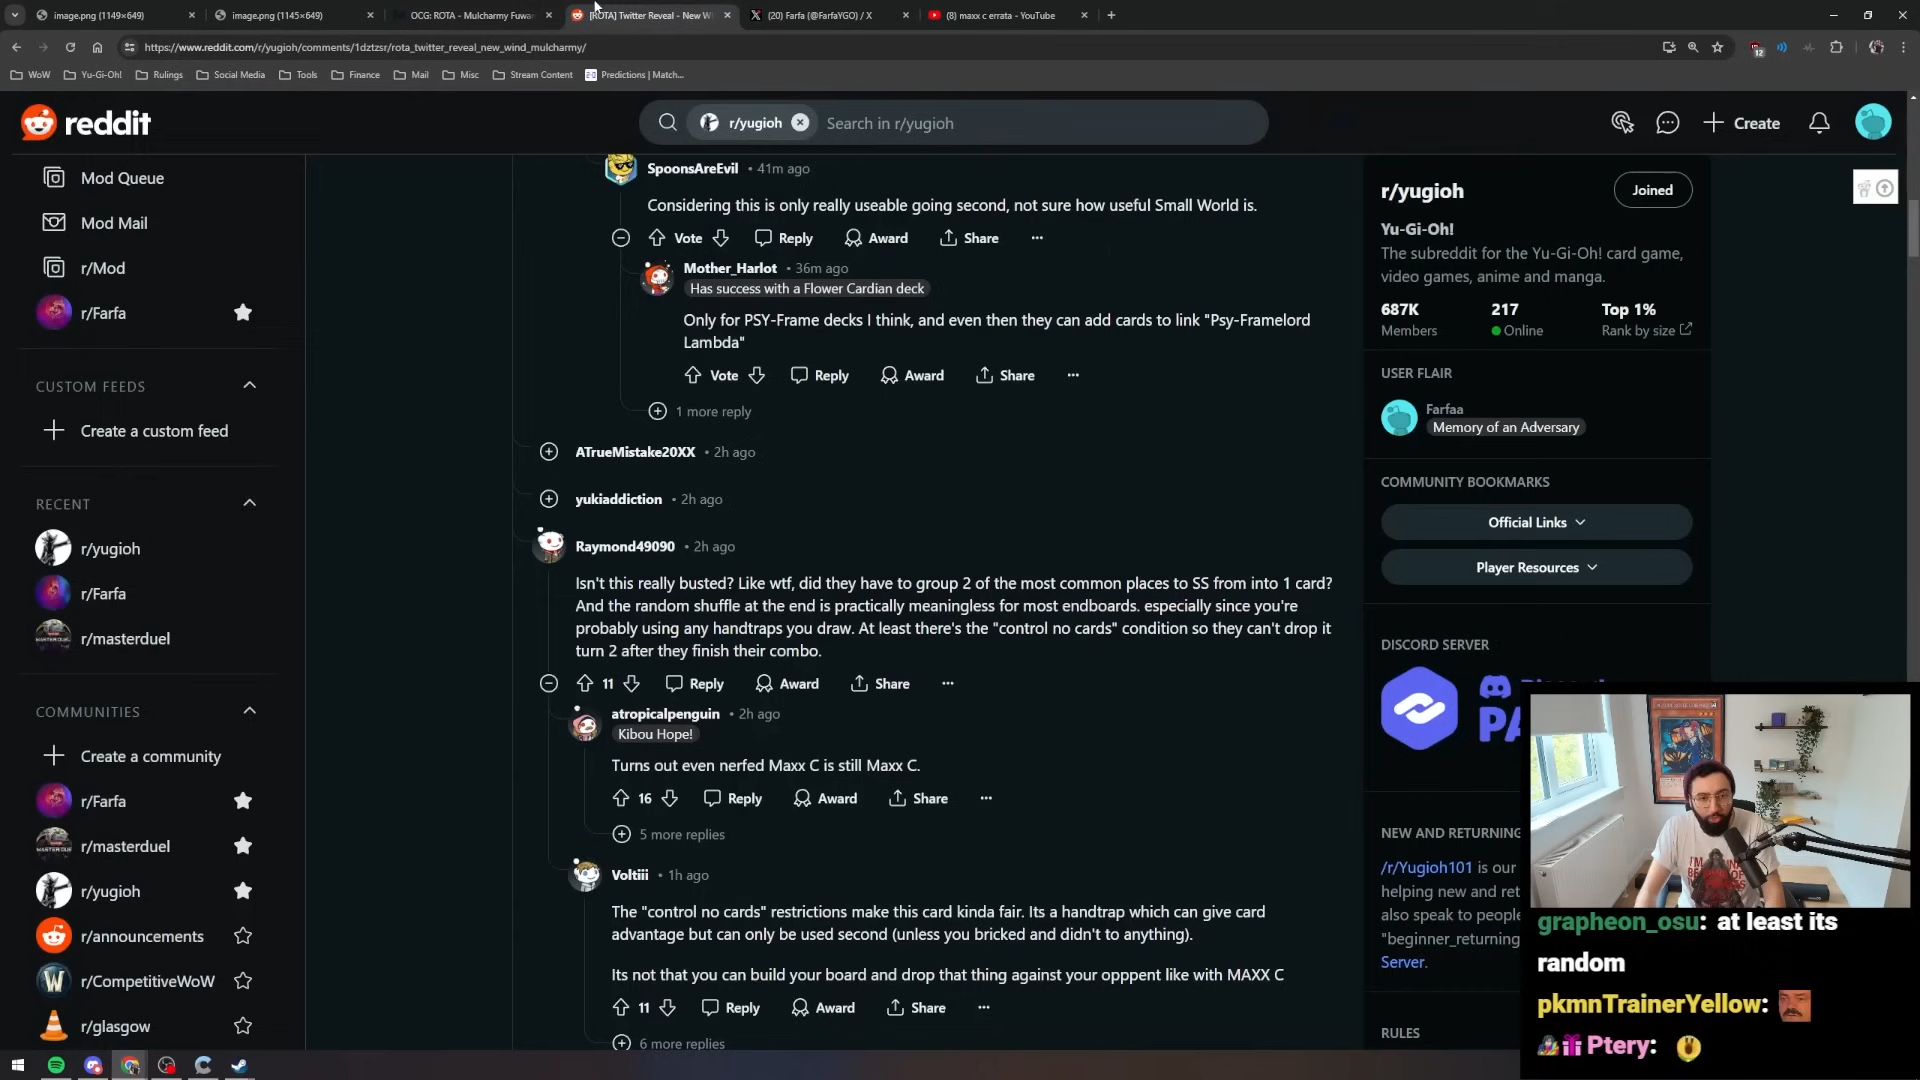 image.png (1149×649)
image.png (1145×649)
OCG: ROTA - Mulcharmy Fuwa
[ROTA] Twitter Reveal - New W
(20) Farfa (@FarfaYGO) / X
(8) maxx c errata - YouTube
https://www.reddit.com/r/yugioh/comments/1dztzsr/rota_twitter_reveal_new_wind_mulcharmy/
12
WoW
Yu-Gi-Oh!
Rulings
Social Media
Tools
Finance
Mail
Misc
Stream Content
Predictions | Match...
reddit
r/yugioh
Search in r/yugioh
Create
Mod Queue
Mod Mail
r/Mod
r/Farfa
CUSTOM FEEDS
Create a custom feed
RECENT
r/yugioh
r/Farfa
r/masterduel
COMMUNITIES
Create a community
r/Farfa
r/masterduel
r/yugioh
r/announcements
r/CompetitiveWoW
r/glasgow
SpoonsAreEvil • 41m ago
Considering this is only really useable going second, not sure how useful Small World is.
Vote Reply Award Share ...
Mother_Harlot • 36m ago
Has success with a Flower Cardian deck
Only for PSY-Frame decks I think, and even then they can add cards to link "Psy-Framelord
Lambda"
Vote Reply Award Share ...
1 more reply
ATrueMistake20XX • 2h ago
yukiaddiction • 2h ago
Raymond49090 • 2h ago
Isn't this really busted? Like wtf, did they have to group 2 of the most common places to SS from into 1 card?
And the random shuffle at the end is practically meaningless for most endboards. especially since you're
probably using any handtraps you draw. At least there's the "control no cards" condition so they can't drop it
turn 2 after they finish their combo.
11 Reply Award Share ...
atropicalpenguin • 2h ago
Kibou Hope!
Turns out even nerfed Maxx C is still Maxx C.
16 Reply Award Share ...
5 more replies
Voltiii • 1h ago
The "control no cards" restrictions make this card kinda fair. Its a handtrap which can give card
advantage but can only be used second (unless you bricked and didn't to anything).
Its not that you can build your board and drop that thing against your opppent like with MAXX C
11 Reply Award Share ...
6 more replies
r/yugioh
Joined
Yu-Gi-Oh!
The subreddit for the Yu-Gi-Oh! card game,
video games, anime and manga.
687K 217 Top 1%
Members Online Rank by size
USER FLAIR
Farfaa
Memory of an Adversary
COMMUNITY BOOKMARKS
Official Links
Player Resources
DISCORD SERVER
NEW AND RETURNING
/r/Yugioh101 is our
helping new and ret
also speak to people
"beginner_returning
Server.
RULES
grapheon_osu: at least its
random
pkmnTrainerYellow:
Ptery: